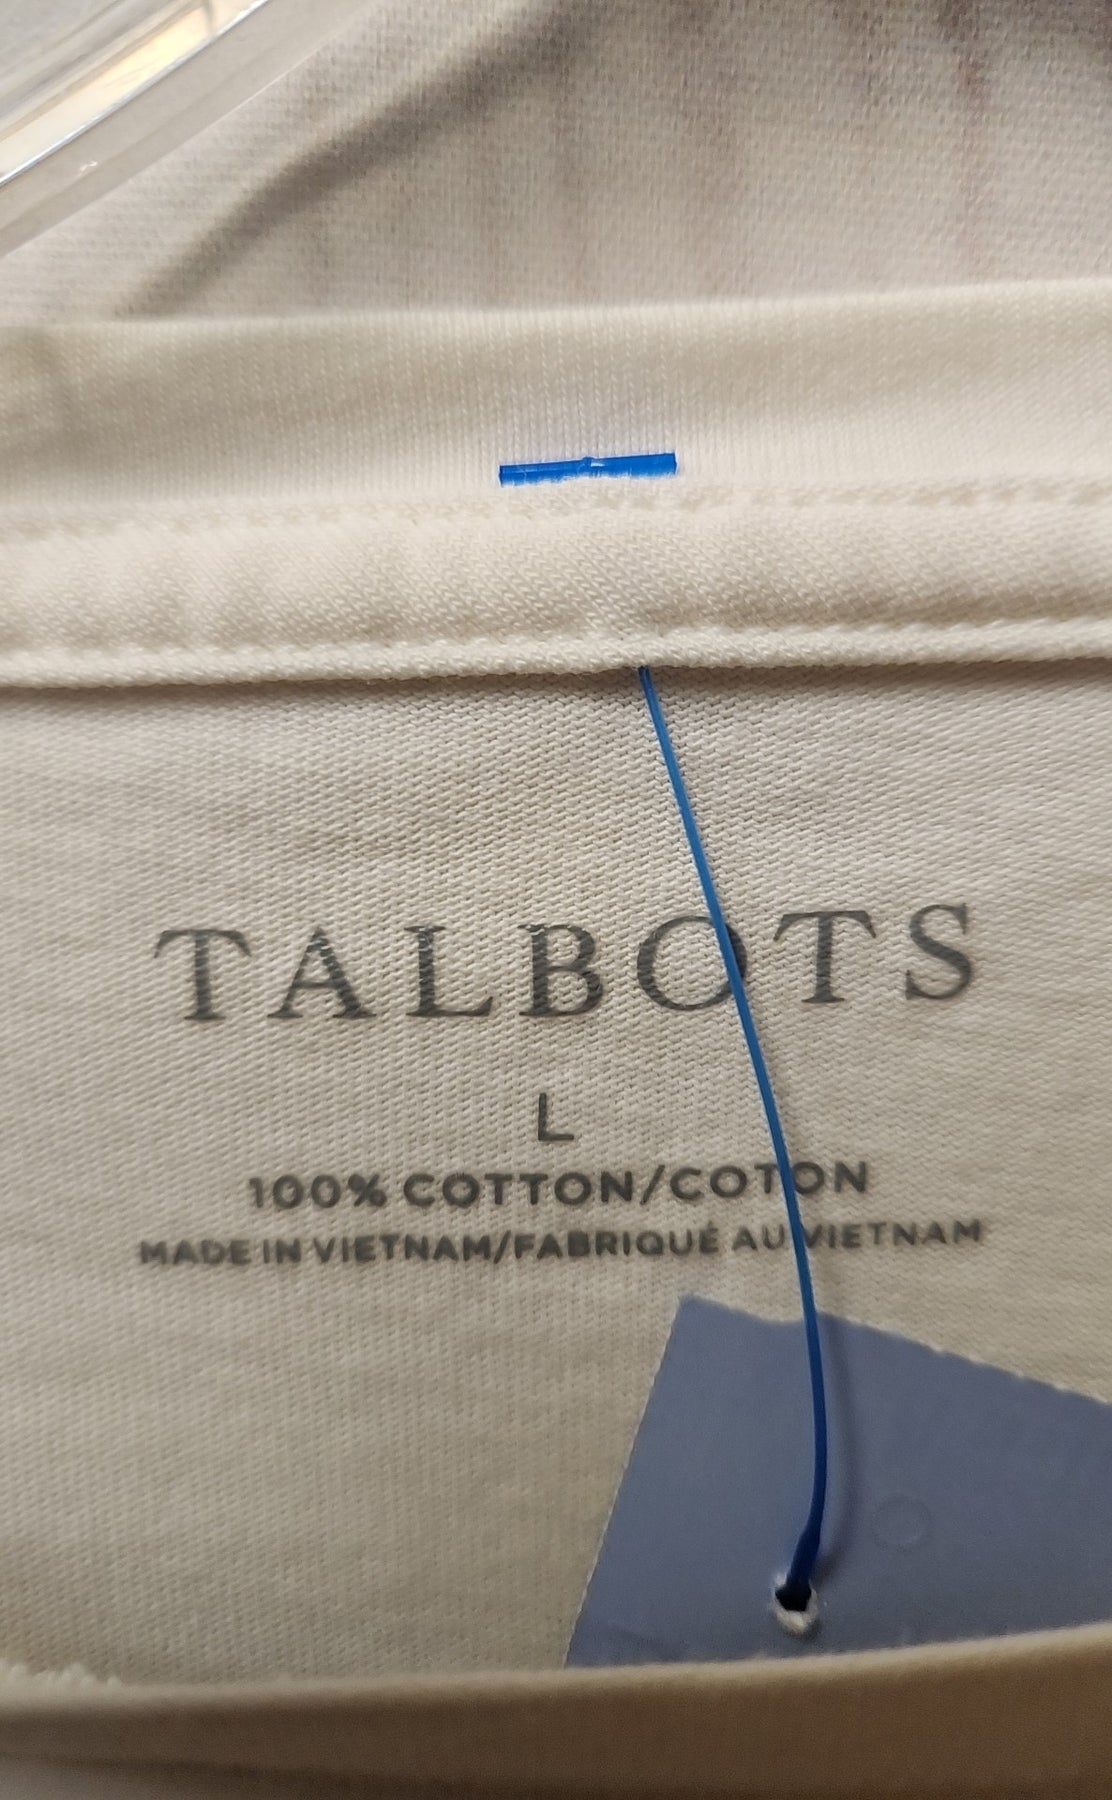 TALBOTS
L
100% COTTON/COTON
MADE IN VIETNAM/FABRIQUÉ AU VIETNAM